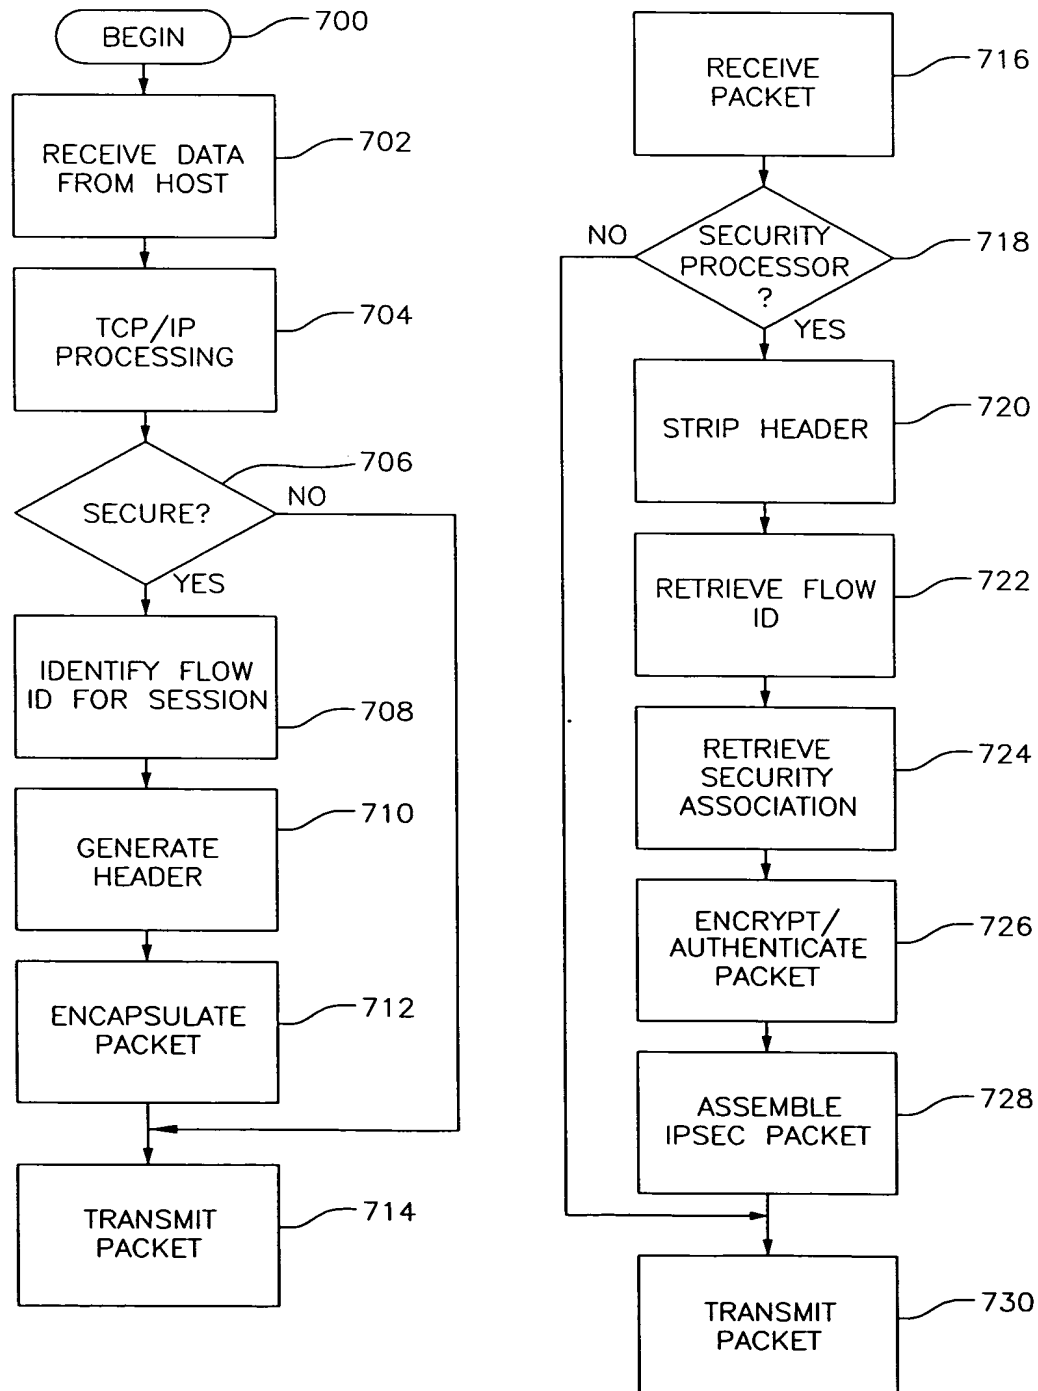 BEGIN
700
RECEIVE DATA
FROM HOST
702
TCP/IP
PROCESSING
704
SECURE?
706
NO
YES
IDENTIFY FLOW
ID FOR SESSION
708
GENERATE
HEADER
710
ENCAPSULATE
PACKET
712
TRANSMIT
PACKET
714
RECEIVE
PACKET
716
SECURITY
PROCESSOR
?
718
NO
YES
STRIP HEADER
720
RETRIEVE FLOW
ID
722
RETRIEVE
SECURITY
ASSOCIATION
724
ENCRYPT/
AUTHENTICATE
PACKET
726
ASSEMBLE
IPSEC PACKET
728
TRANSMIT
PACKET
730